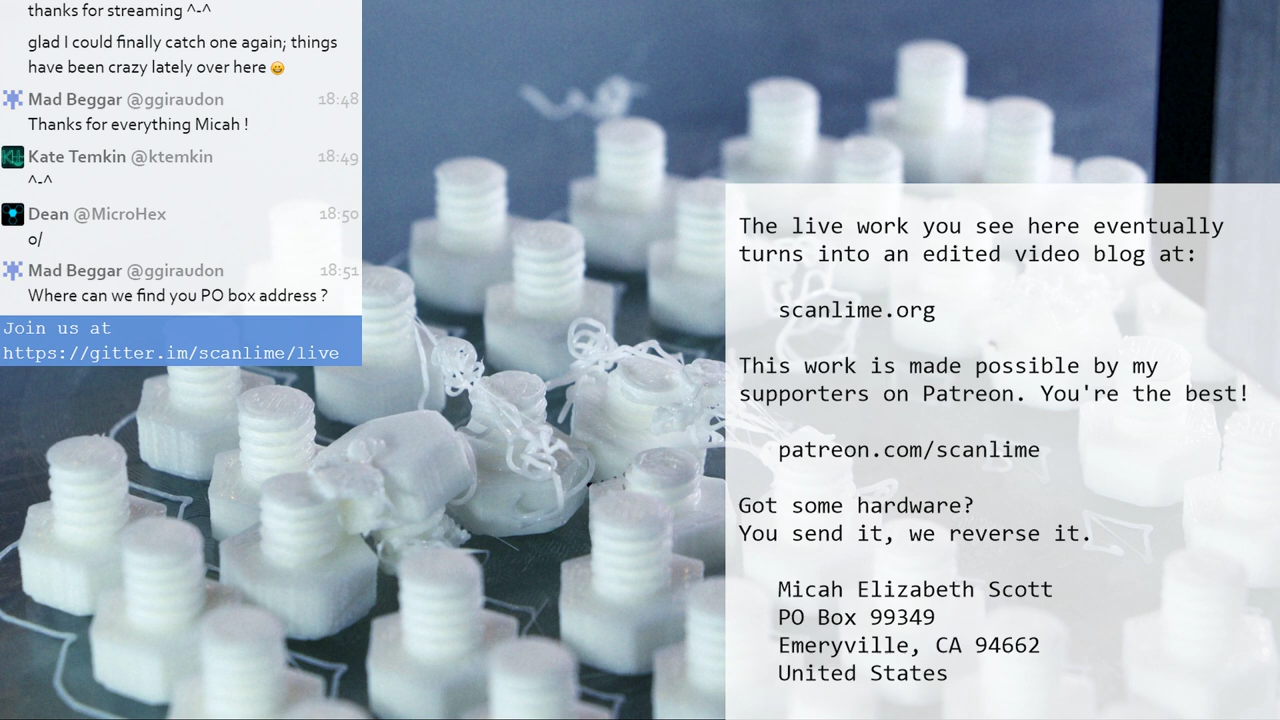 thanks for streaming ^-^
glad I could finally catch one again; things
have been crazy lately over here 😀
Mad Beggar @ggiraudon 18:48
Thanks for everything Micah !
Kate Temkin @ktemkin 18:49
^-^
Dean @MicroHex 18:50
o/
Mad Beggar @ggiraudon 18:51
Where can we find you PO box address ?
Join us at
https://gitter.im/scanlime/live
The live work you see here eventually
turns into an edited video blog at:
scanlime.org
This work is made possible by my
supporters on Patreon. You're the best!
patreon.com/scanlime
Got some hardware?
You send it, we reverse it.
Micah Elizabeth Scott
PO Box 99349
Emeryville, CA 94662
United States